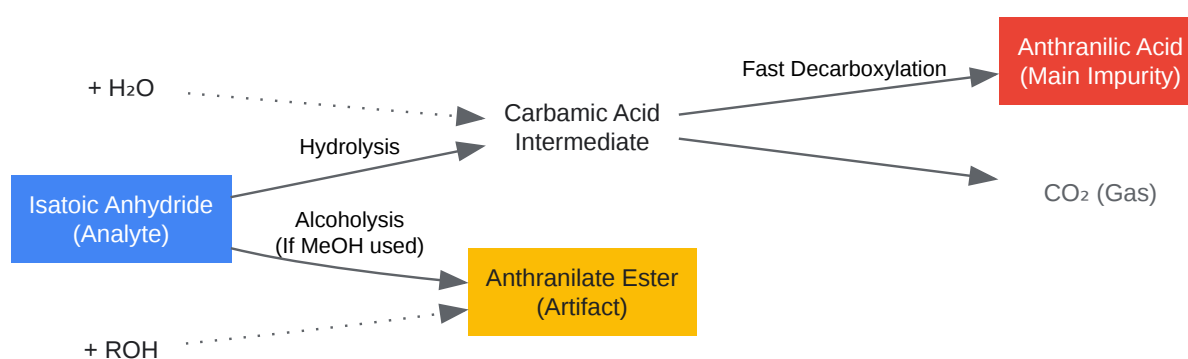 + H₂O
Hydrolysis
Isatoic Anhydride
(Analyte)
Alcoholysis
(If MeOH used)
+ ROH
Carbamic Acid
Intermediate
Anthranilate Ester
(Artifact)
Fast Decarboxylation
Anthranilic Acid
(Main Impurity)
CO₂ (Gas)